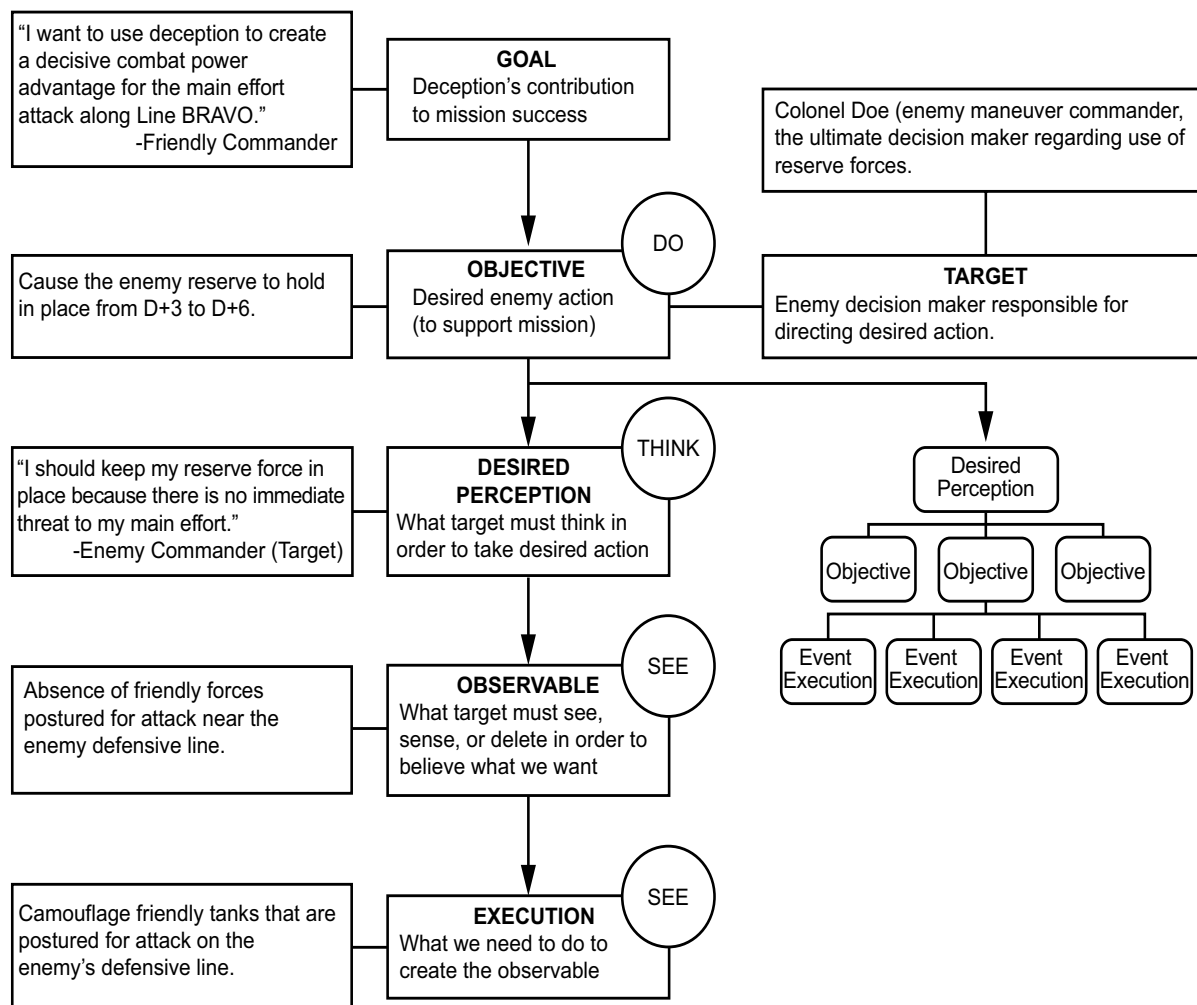 “I want to use deception to create
a decisive combat power
advantage for the main effort
attack along Line BRAVO.”
-Friendly Commander
GOAL
Deception’s contribution
to mission success
Colonel Doe (enemy maneuver commander,
the ultimate decision maker regarding use of
reserve forces.
DO
Cause the enemy reserve to hold
in place from D+3 to D+6.
OBJECTIVE
Desired enemy action
(to support mission)
TARGET
Enemy decision maker responsible for
directing desired action.
THINK
“I should keep my reserve force in
place because there is no immediate
threat to my main effort.”
-Enemy Commander (Target)
DESIRED
PERCEPTION
What target must think in
order to take desired action
Desired
Perception
Objective
Objective
Objective
Event
Execution
Event
Execution
Event
Execution
Event
Execution
SEE
Absence of friendly forces
postured for attack near the
enemy defensive line.
OBSERVABLE
What target must see,
sense, or delete in order to
believe what we want
SEE
Camouflage friendly tanks that are
postured for attack on the
enemy’s defensive line.
EXECUTION
What we need to do to
create the observable